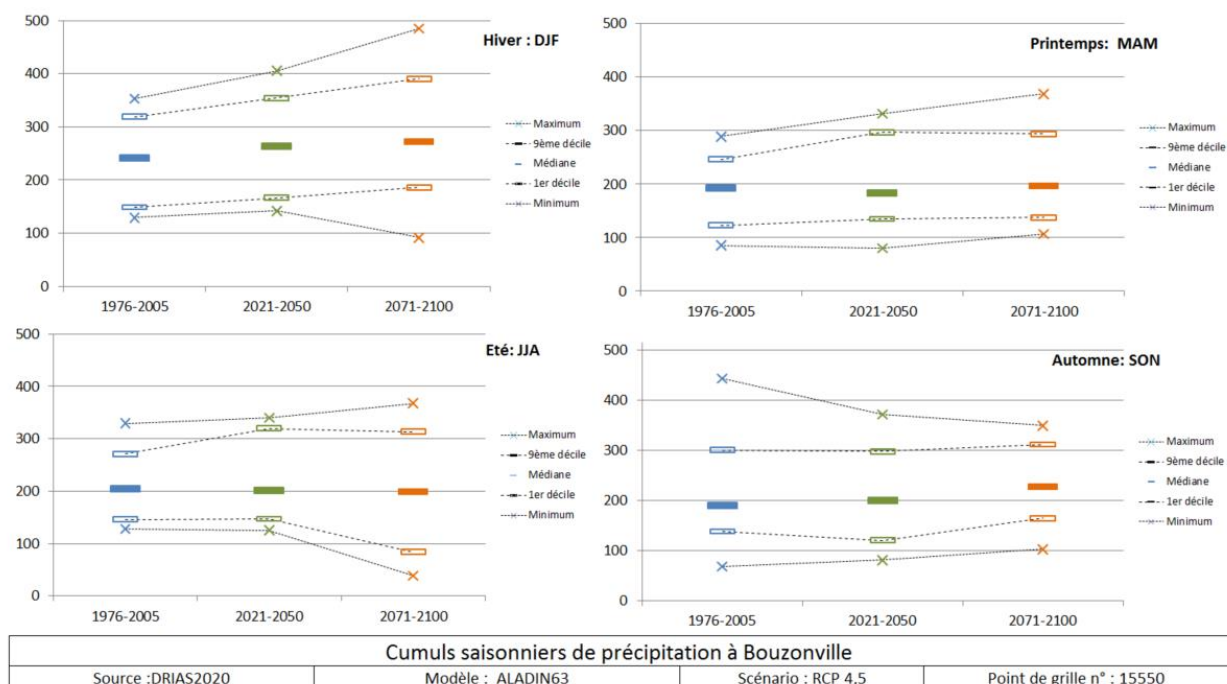 Hiver : DJF
500
400
300
200
100
0
1976-2005
2021-2050
2071-2100
Maximum
9ème décile
Médiane
1er décile
Minimum
Printemps: MAM
500
400
300
200
100
0
1976-2005
2021-2050
2071-2100
Maximum
9ème décile
Médiane
1er décile
Minimum
Eté: JJA
500
400
300
200
100
0
1976-2005
2021-2050
2071-2100
Maximum
9ème décile
Médiane
1er décile
Minimum
Automne: SON
500
400
300
200
100
0
1976-2005
2021-2050
2071-2100
Maximum
9ème décile
Médiane
1er décile
Minimum
Cumuls saisonniers de précipitation à Bouzonville
Source :DRIAS2020
Modèle : ALADIN63
Scénario : RCP 4.5
Point de grille n° : 15550